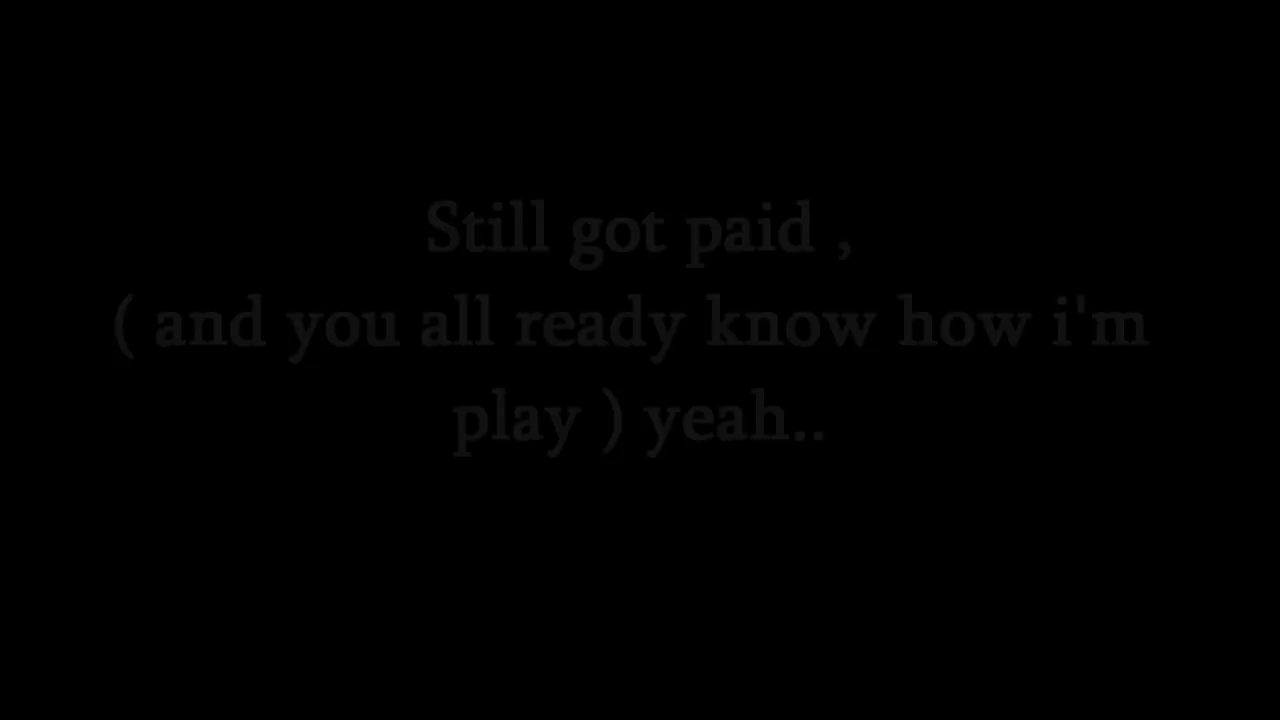 Still got paid ,
( and you all ready know how i'm
play ) yeah..